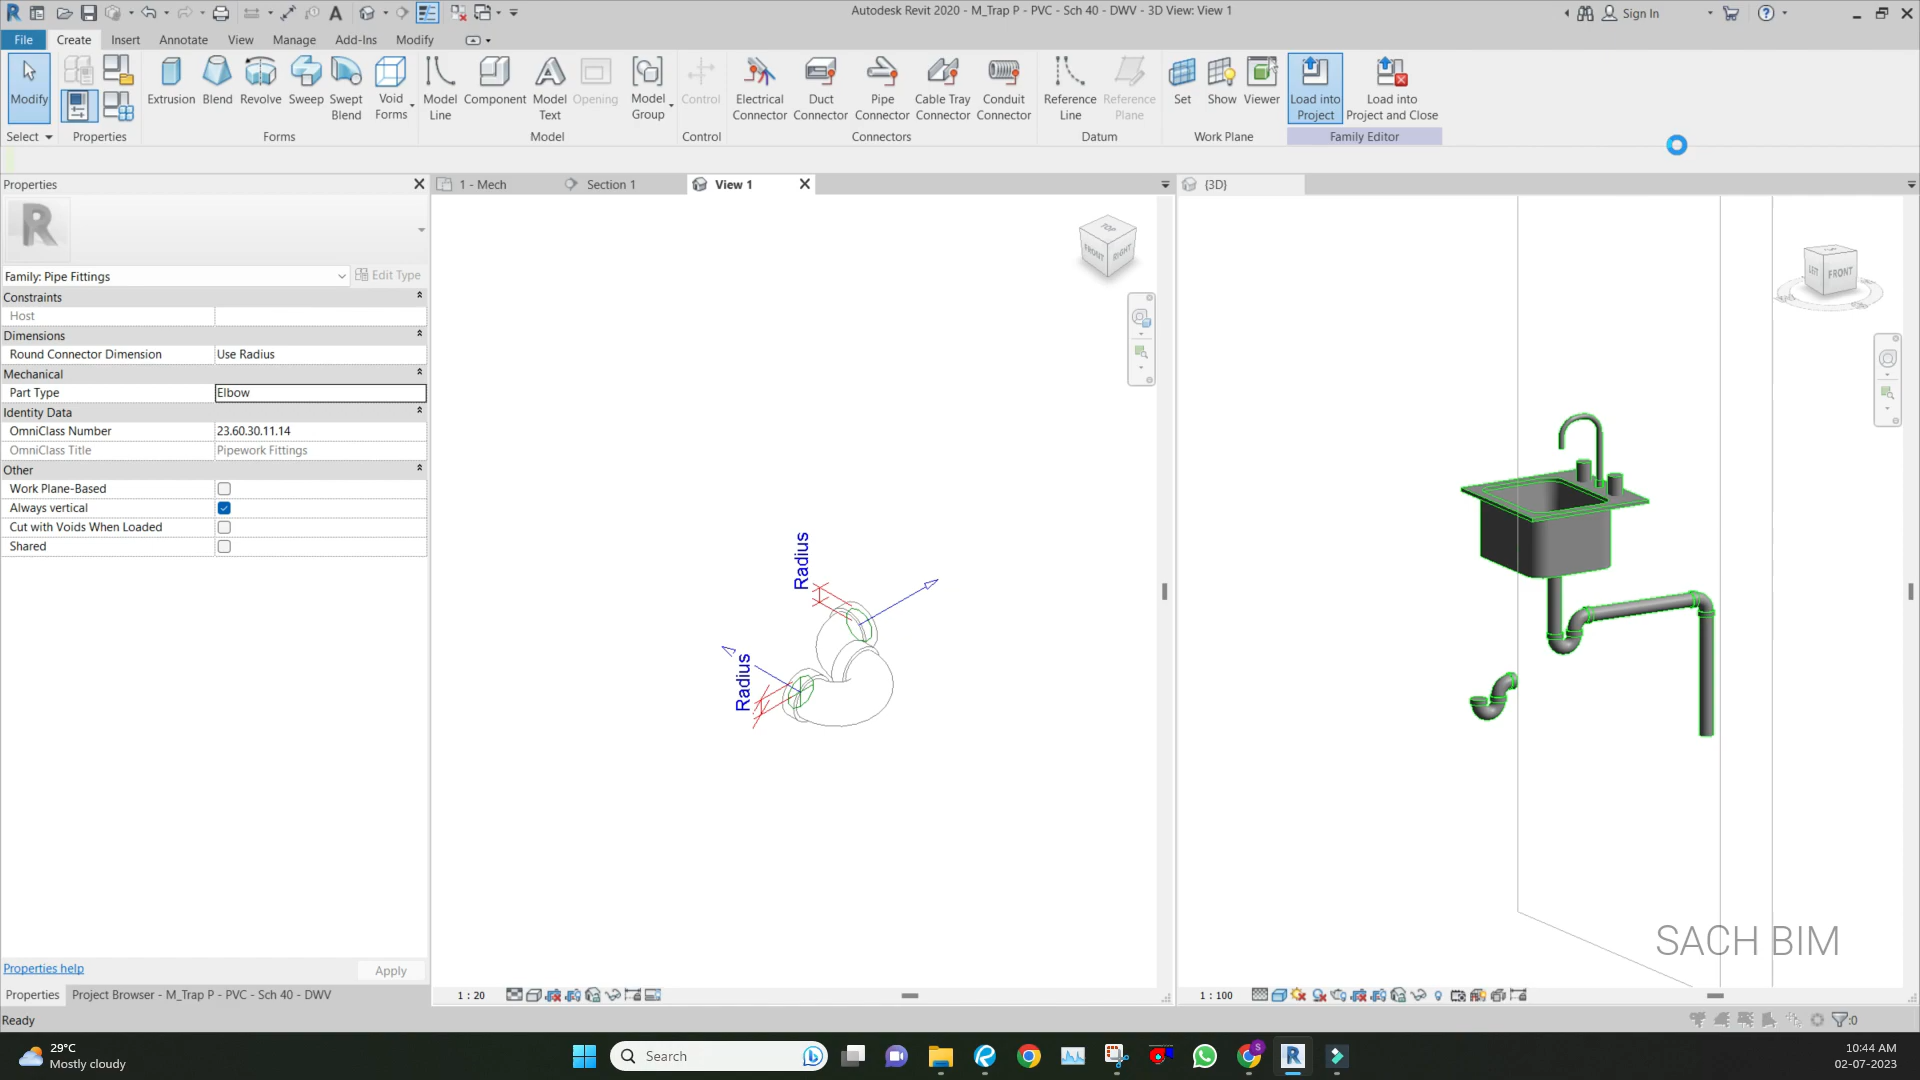 Autodesk Revit 2020 - M_Trap P - PVC - Sch 40 - DWV - 3D View: View 1
Sign In
File
Create
Insert
Annotate
View
Manage
Add-Ins
Modify
Modify
Extrusion
Blend
Revolve
Sweep
Swept Blend
Void Forms
Model Line
Component
Model Text
Opening
Model Group
Control
Electrical Connector
Duct Connector
Pipe Connector
Cable Tray Connector
Conduit Connector
Reference Line
Reference Plane
Set
Show
Viewer
Load into Project
Load into Project and Close
Select
Properties
Forms
Model
Control
Connectors
Datum
Work Plane
Family Editor
Properties
1 - Mech
Section 1
View 1
{3D}
R
Family: Pipe Fittings
Edit Type
Constraints
Host
Dimensions
Round Connector Dimension
Use Radius
Mechanical
Part Type
Elbow
Identity Data
OmniClass Number
23.60.30.11.14
OmniClass Title
Pipework Fittings
Other
Work Plane-Based
Always vertical
Cut with Voids When Loaded
Shared
TOP
FRONT
RIGHT
LEFT
FRONT
Radius
Radius
SACH BIM
Properties help
Apply
Properties
Project Browser - M_Trap P - PVC - Sch 40 - DWV
1 : 20
1 : 100
Ready
:0
29°C
Mostly cloudy
Search
10:44 AM
02-07-2023